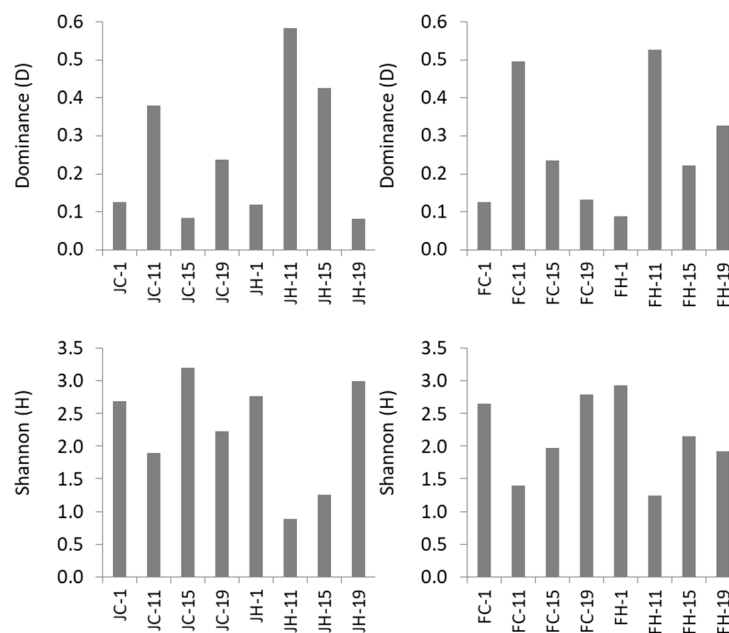 Dominance (D)
0.6
0.5
0.4
0.3
0.2
0.1
0.0
JC-1
JC-11
JC-15
JC-19
JH-1
JH-11
JH-15
JH-19
Dominance (D)
0.6
0.5
0.4
0.3
0.2
0.1
0.0
FC-1
FC-11
FC-15
FC-19
FH-1
FH-11
FH-15
FH-19
Shannon (H)
3.5
3.0
2.5
2.0
1.5
1.0
0.5
0.0
JC-1
JC-11
JC-15
JC-19
JH-1
JH-11
JH-15
JH-19
Shannon (H)
3.5
3.0
2.5
2.0
1.5
1.0
0.5
0.0
FC-1
FC-11
FC-15
FC-19
FH-1
FH-11
FH-15
FH-19